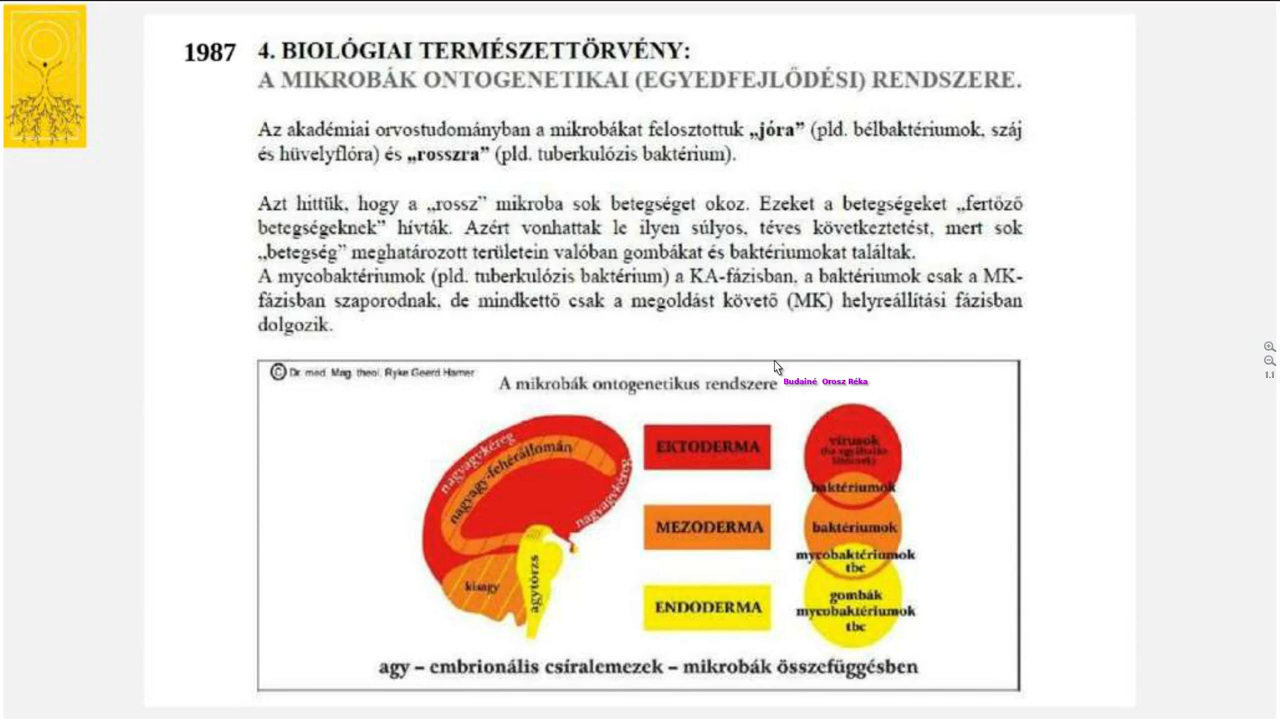 1987 4. BIOLÓGIAI TERMÉSZETTÖRVÉNY:
A MIKROBÁK ONTOGENETIKAI (EGYEDFEJLŐDÉSI) RENDSZERE.
Az akadémiai orvostudományban a mikrobákat felosztottuk „jóra” (pld. bélbaktériumok, száj
és hüvelyflóra) és „rosszra” (pld. tuberkulózis baktérium).
Azt hittük, hogy a „rossz” mikroba sok betegséget okoz. Ezeket a betegségeket „fertőző
betegségeknek” hívták. Azért vonhattak le ilyen súlyos, téves következtetést, mert sok
„betegség” meghatározott területein valóban gombákat és baktériumokat találtak.
A mycobaktériumok (pld. tuberkulózis baktérium) a KA-fázisban, a baktériumok csak a MK-
fázisban szaporodnak, de mindkettő csak a megoldást követő (MK) helyreállítási fázisban
dolgozik.
© Dr. med. Mag. theol. Ryke Geerd Hamer
A mikrobák ontogenetikus rendszere
Budainé Orosz Réka
nagyagykéreg
nagyagy-fehérállomán
nagyagykéreg
kisagy
agytörzs
EKTODERMA
MEZODERMA
ENDODERMA
vírusok
baktériumok
baktériumok
mycobaktériumok
tbc
gombák
mycobaktériumok
tbc
agy – embrionális csíralemezek – mikrobák összefüggésben
1:1